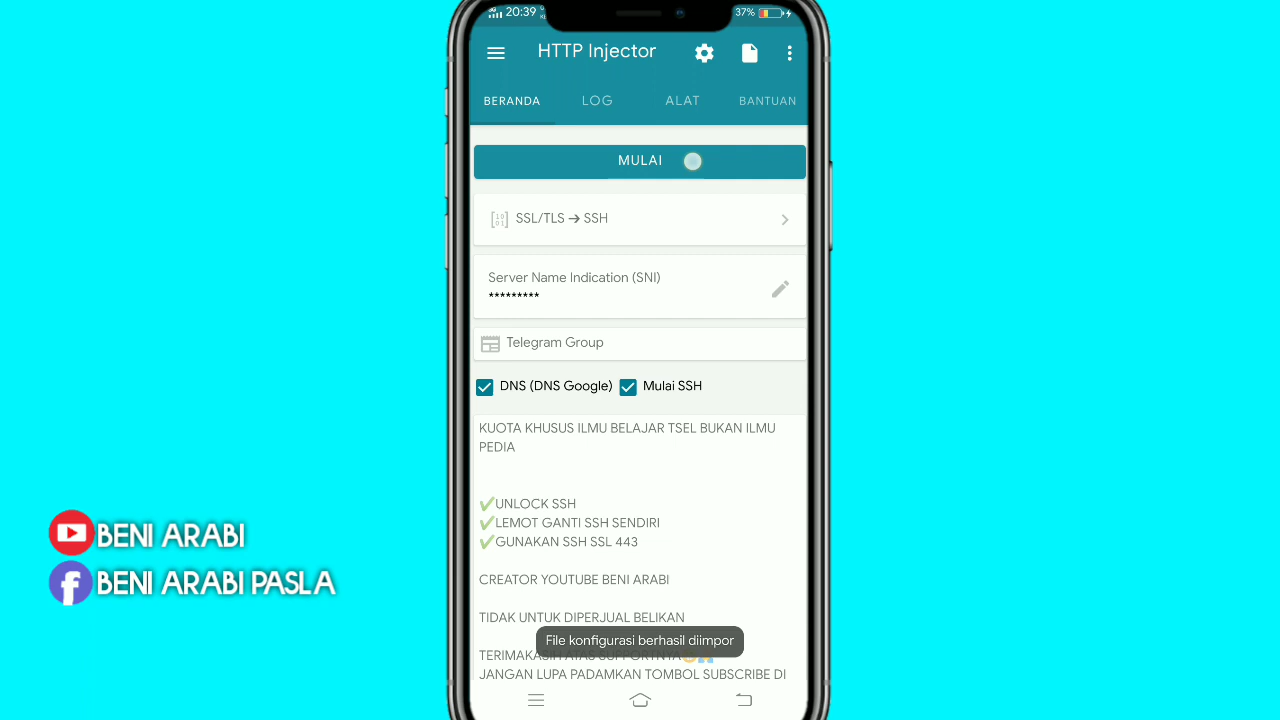 20:39
37%
HTTP Injector
BERANDA LOG ALAT BANTUAN
MULAI
SSL/TLS ➔ SSH
Server Name Indication (SNI)
*********
Telegram Group
DNS (DNS Google) Mulai SSH
KUOTA KHUSUS ILMU BELAJAR TSEL BUKAN ILMU
PEDIA
✅UNLOCK SSH
✅LEMOT GANTI SSH SENDIRI
✅GUNAKAN SSH SSL 443
CREATOR YOUTUBE BENI ARABI
TIDAK UNTUK DIPERJUAL BELIKAN
File konfigurasi berhasil diimpor
TERIMAKASIH ATAS SUPPORTNYA
JANGAN LUPA PADAMKAN TOMBOL SUBSCRIBE DI
BENI ARABI
BENI ARABI PASLA